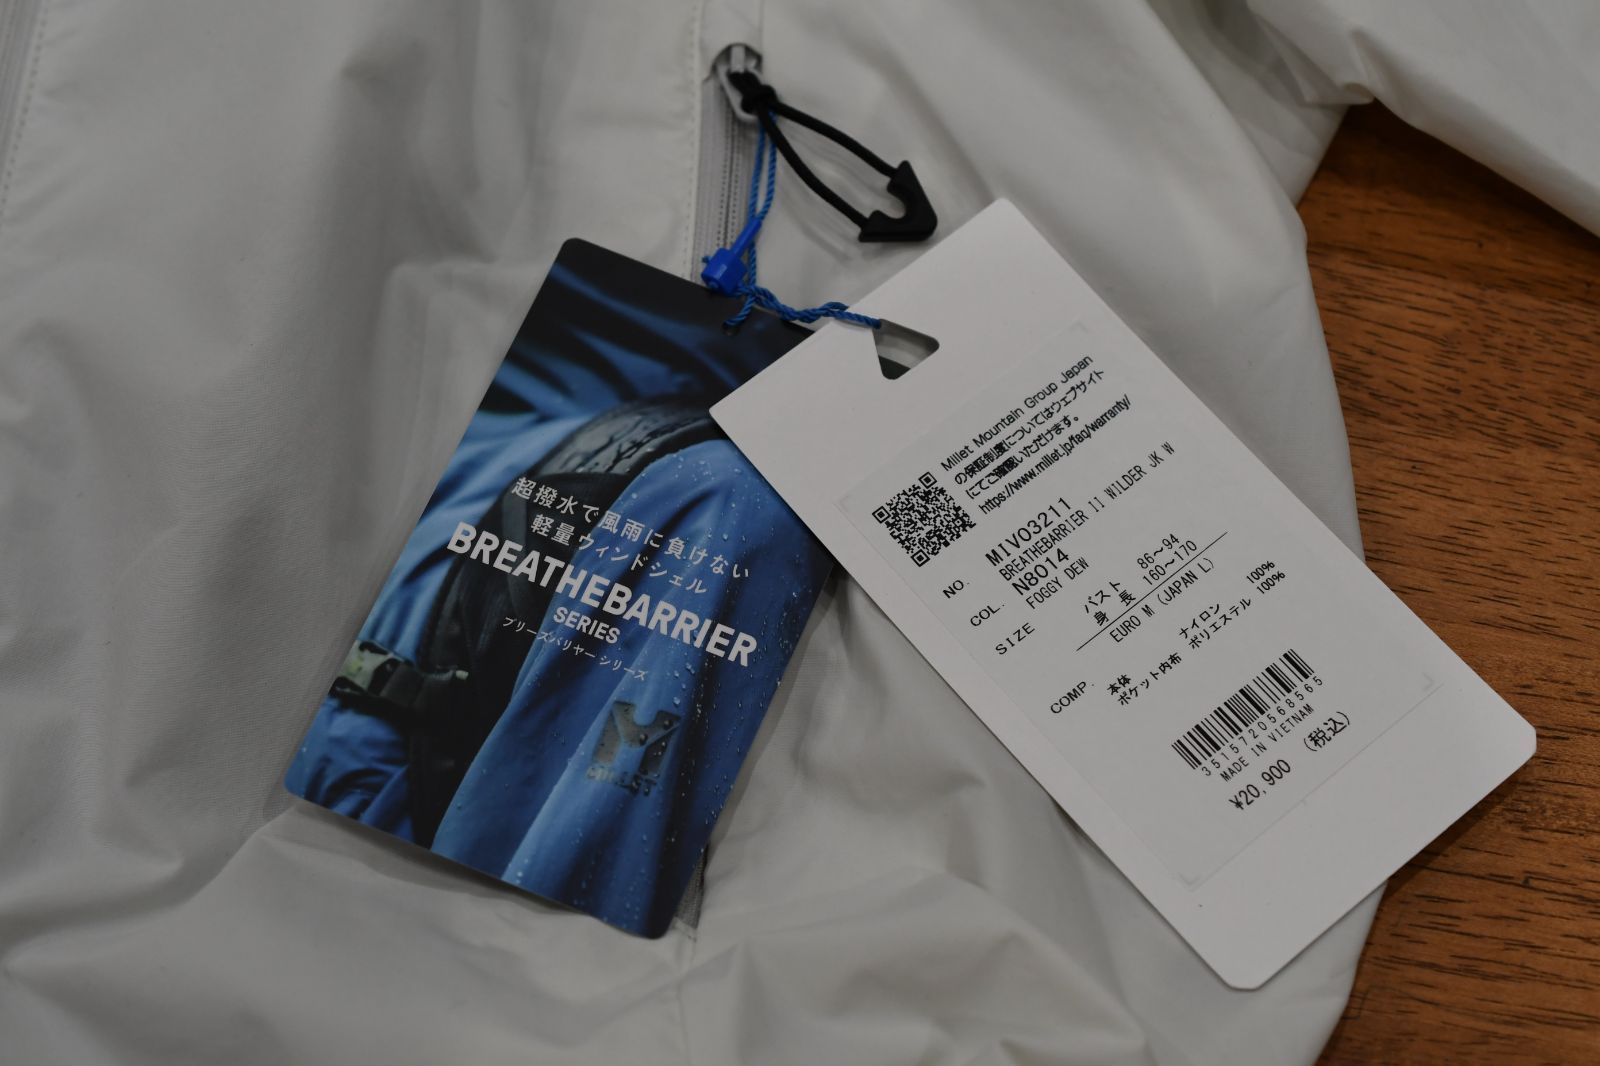 超撥水で風雨に負けない
軽量ウィンドシェル
BREATHEBARRIER
SERIES
ブリーズバリヤー シリーズ
MILLET
Millet Mountain Group Japan
の保証制度についてはウェブサイト
にてご確認いただけます。
https://www.millet.jp/faq/warranty/
NO. MIV03211
BREATHEBARRIER II WILDER JK W
COL. N8014
FOGGY DEW
SIZE バスト 86～94
身 長 160～170
EURO M (JAPAN L)
COMP. 本体 ナイロン 100%
ポケット内布 ポリエステル 100%
3515720568565
MADE IN VIETNAM
¥20,900 (税込)